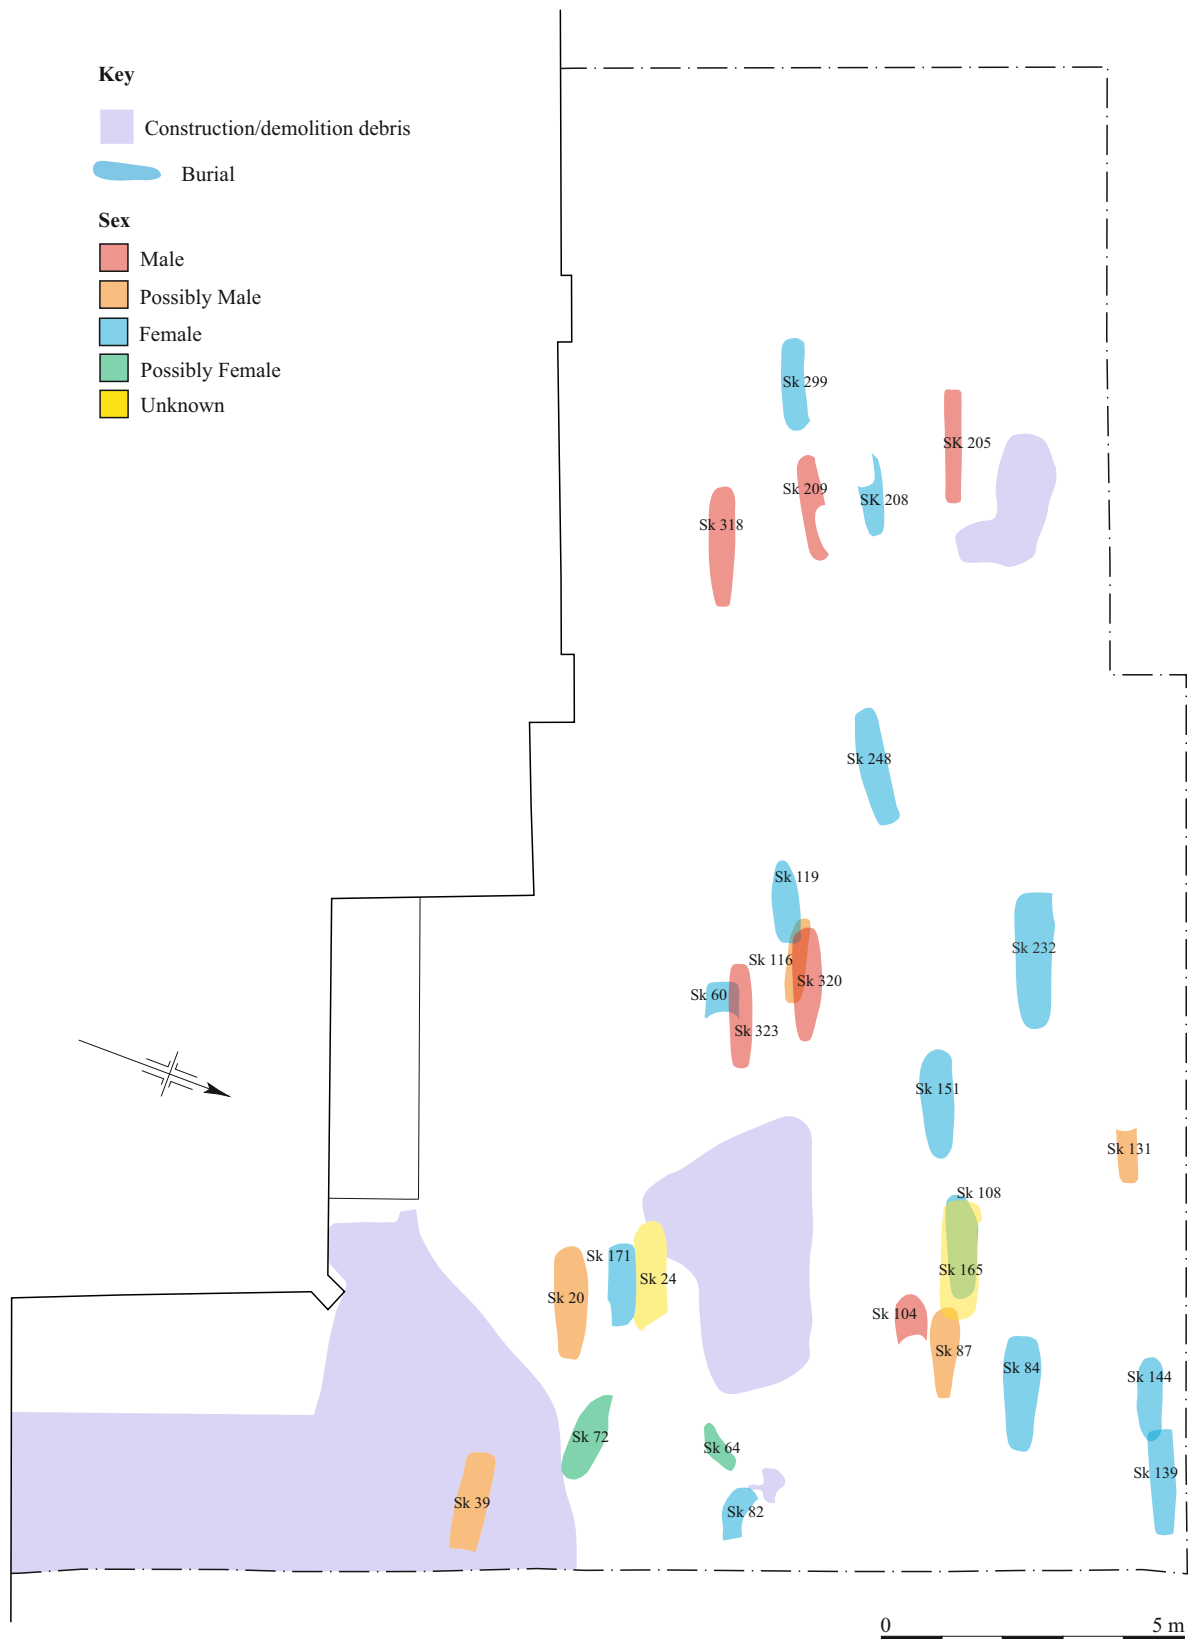 Key
Construction/demolition debris
Burial
Sex
Male
Possibly Male
Female
Possibly Female
Unknown
Sk 299
SK 205
Sk 209
SK 208
Sk 318
Sk 248
Sk 119
Sk 232
Sk 116
Sk 320
Sk 60
Sk 323
Sk 151
Sk 131
Sk 108
Sk 171
Sk 24
Sk 165
Sk 20
Sk 104
Sk 87
Sk 84
Sk 144
Sk 72
Sk 64
Sk 139
Sk 39
Sk 82
0 5 m